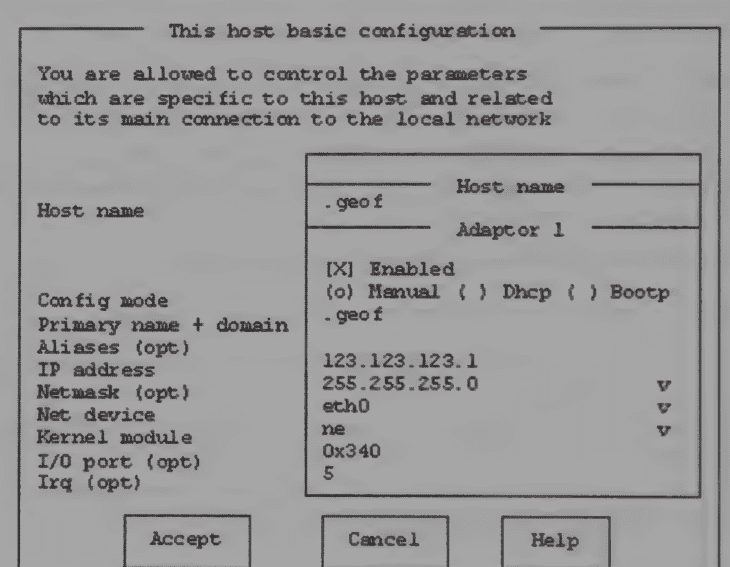 This host basic configuration
You are allowed to control the parameters
which are specific to this host and related
to its main connection to the local network
Host name
Host name .geof
Adaptor 1
[X] Enabled
Config mode (o) Manual ( ) Dhcp ( ) Bootp
Primary name + domain .geof
Aliases (opt)
IP address 123.123.123.1
Netmask (opt) 255.255.255.0 v
Net device eth0 v
Kernel module ne v
I/O port (opt) 0x340
Irq (opt) 5
Accept Cancel Help